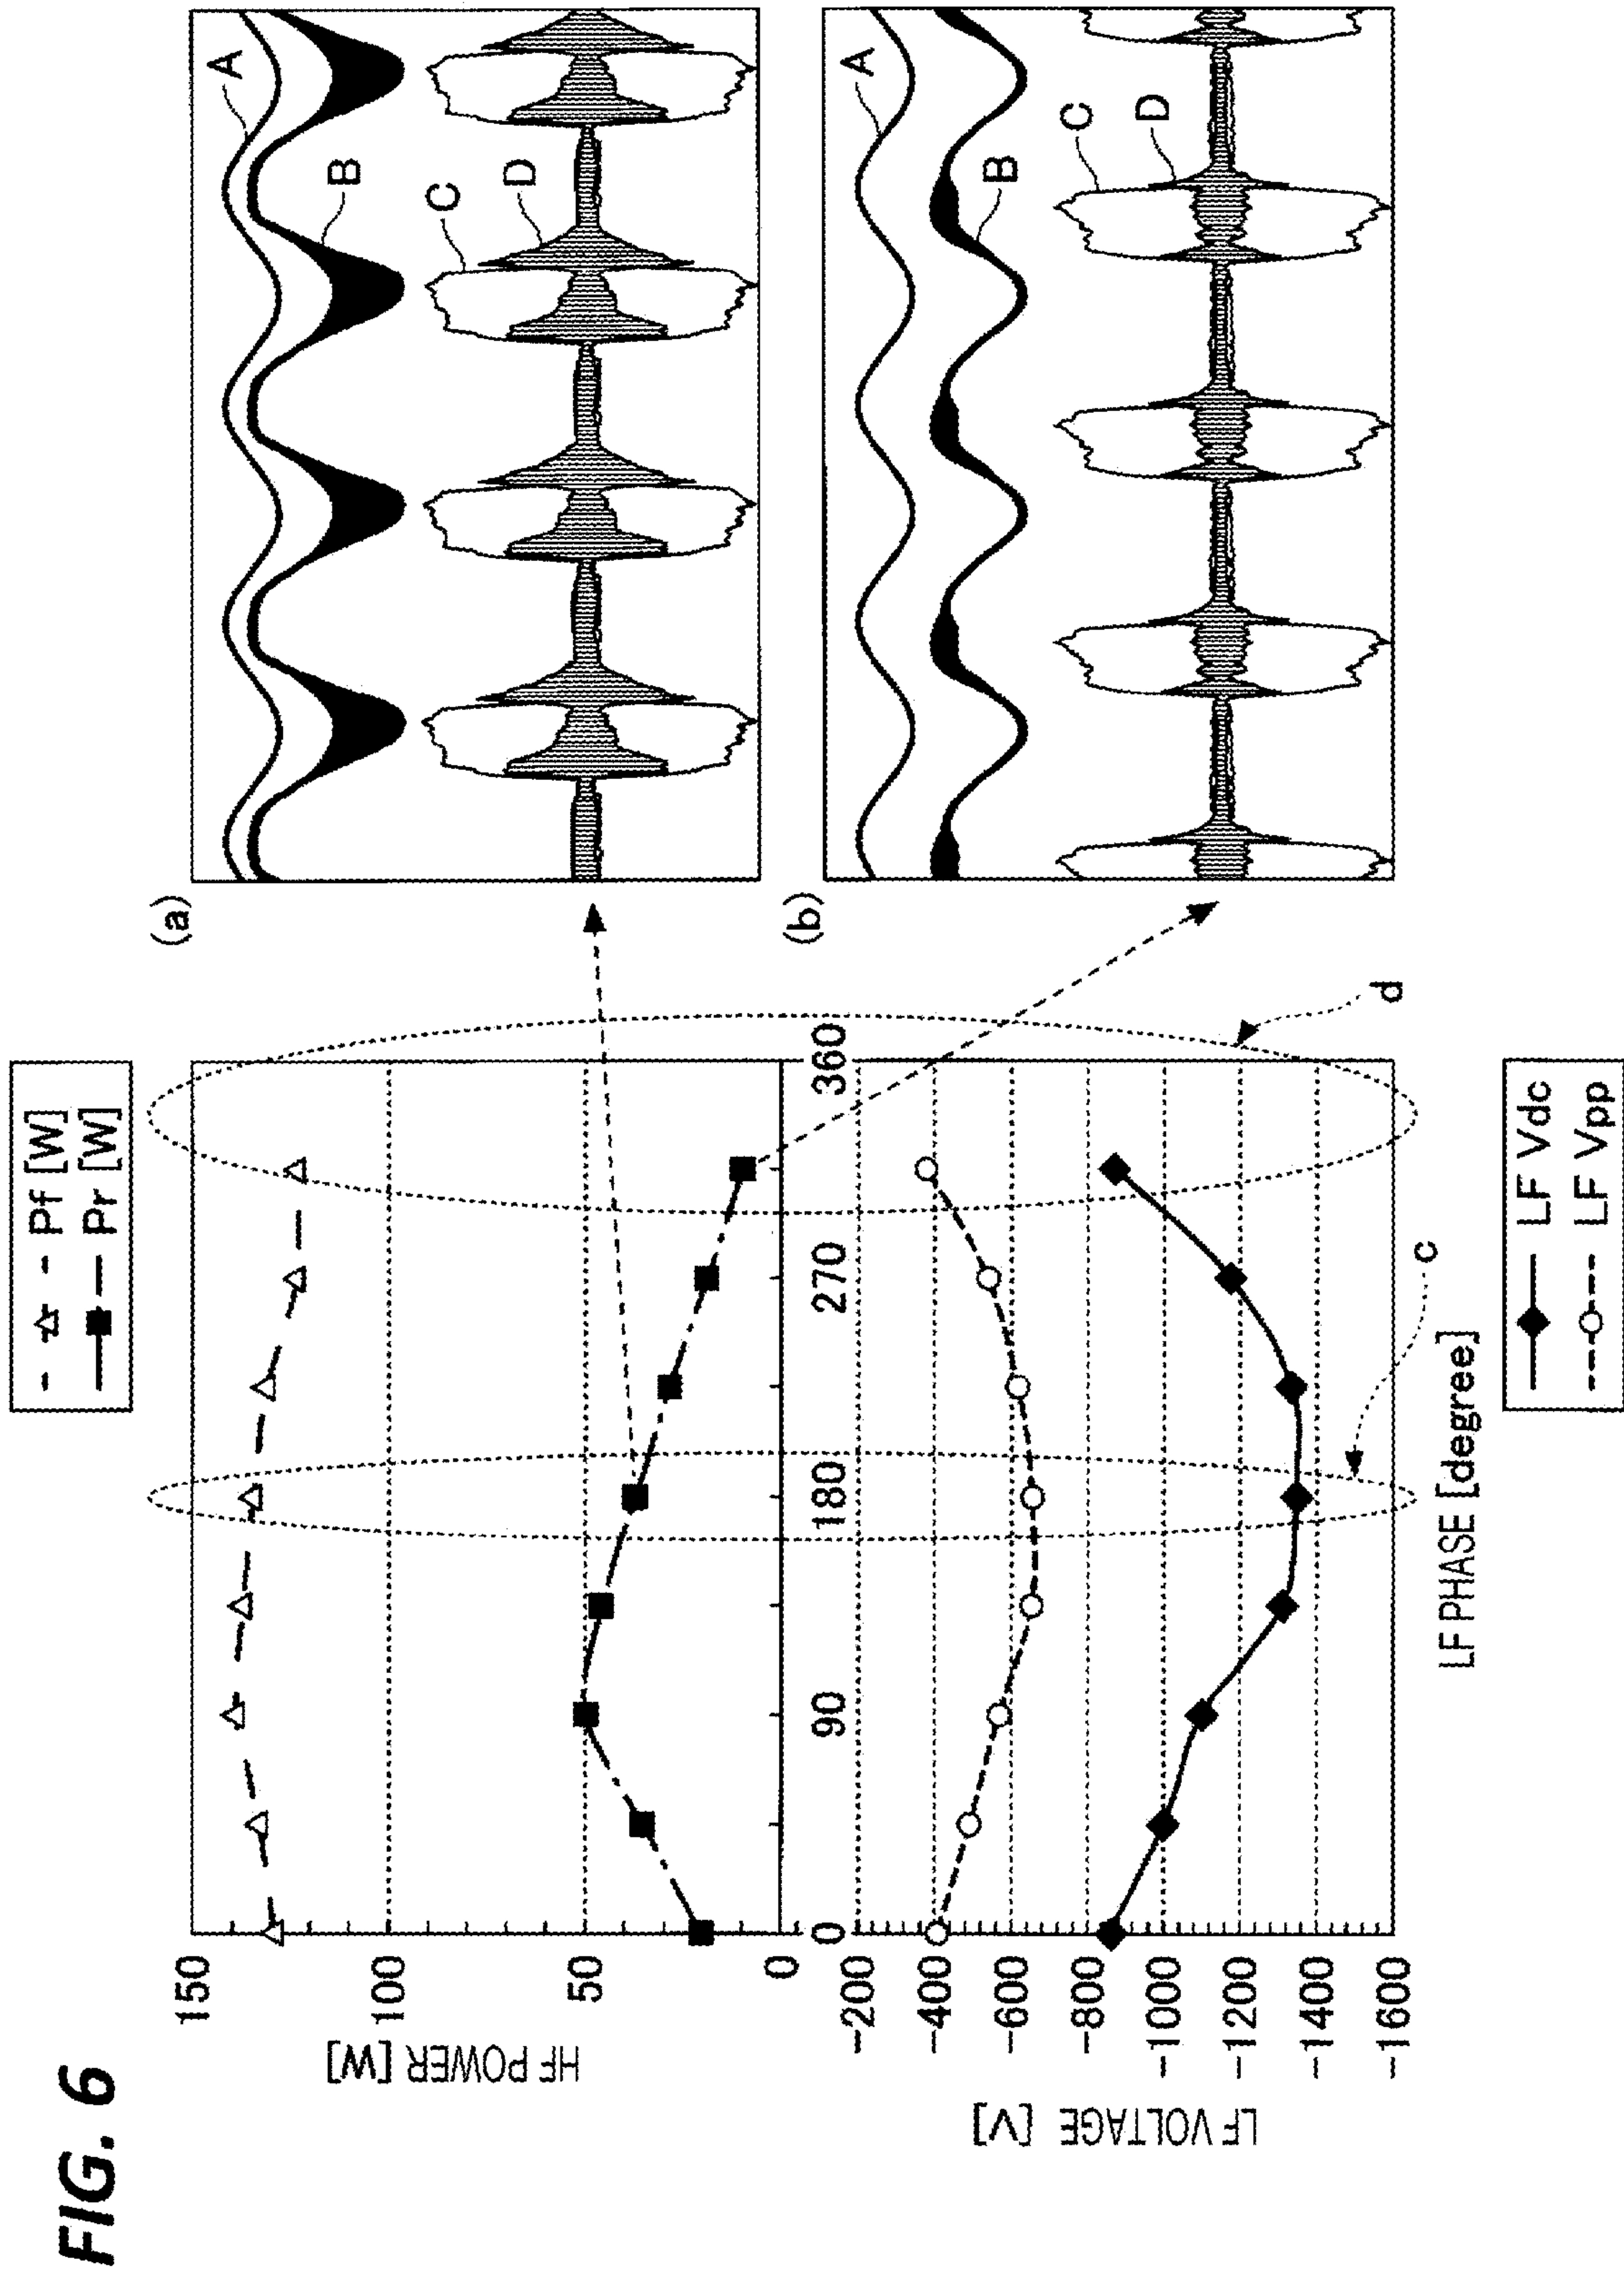 FIG. 6
- △ - Pf [W]
—■— Pr [W]
HF POWER [W]
150
100
50
0
0
90
180
270
360
LF VOLTAGE [V]
-200
-400
-600
-800
-1000
-1200
-1400
-1600
LF PHASE [degree]
c
d
—◆— LF Vdc
--○-- LF Vpp
(a)
A
B
C
D
(b)
A
B
C
D